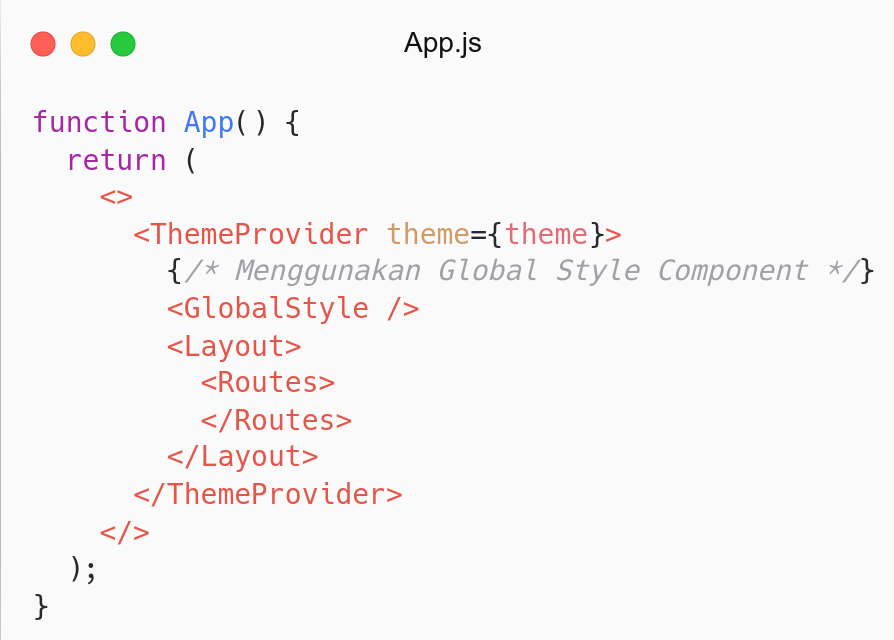 App.js
function App() {
  return (
    <>
      <ThemeProvider theme={theme}>
        {/* Menggunakan Global Style Component */}
        <GlobalStyle />
        <Layout>
          <Routes>
          </Routes>
        </Layout>
      </ThemeProvider>
    </>
  );
}